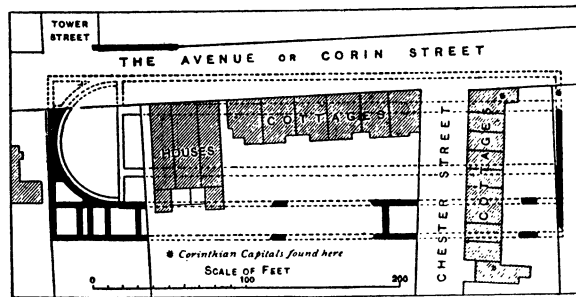 TOWER
STREET
THE AVENUE OR CORIN STREET
HOUSES
COTTAGES
CHESTER STREET
COTTAGES
* Corinthian Capitals found here
SCALE OF FEET
0 100 200